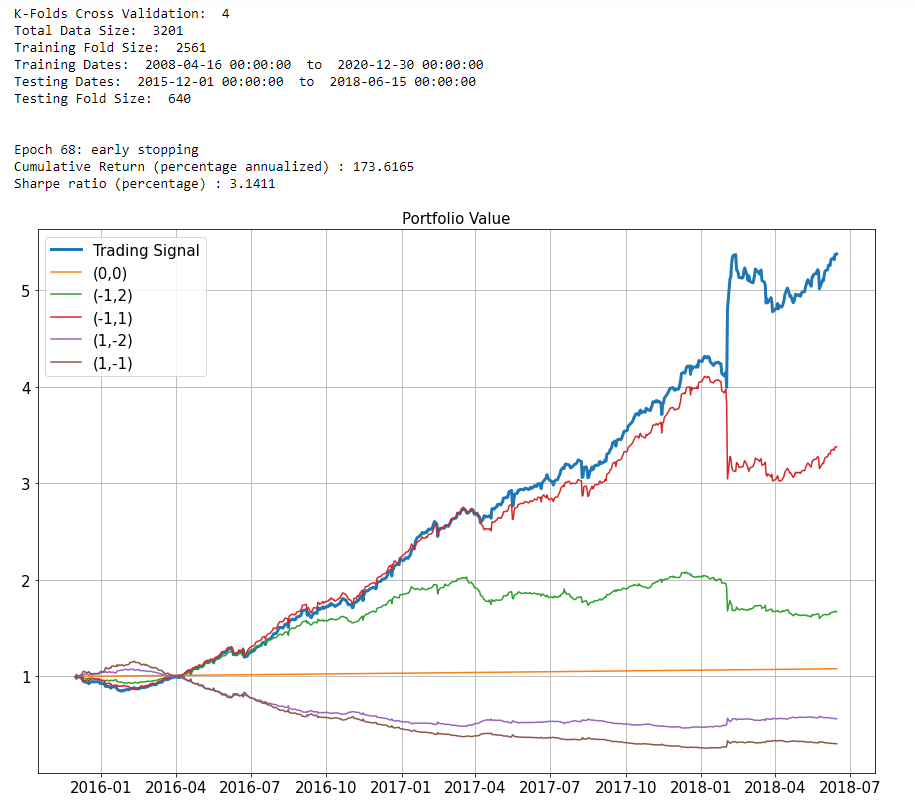 K-Folds Cross Validation:  4
Total Data Size:  3201
Training Fold Size:  2561
Training Dates:  2008-04-16 00:00:00  to  2020-12-30 00:00:00
Testing Dates:  2015-12-01 00:00:00  to  2018-06-15 00:00:00
Testing Fold Size:  640
Epoch 68: early stopping
Cumulative Return (percentage annualized) : 173.6165
Sharpe ratio (percentage) : 3.1411
Portfolio Value
Trading Signal
(0,0)
(-1,2)
(-1,1)
(1,-2)
(1,-1)
5
4
3
2
1
2016-01 2016-04 2016-07 2016-10 2017-01 2017-04 2017-07 2017-10 2018-01 2018-04 2018-07